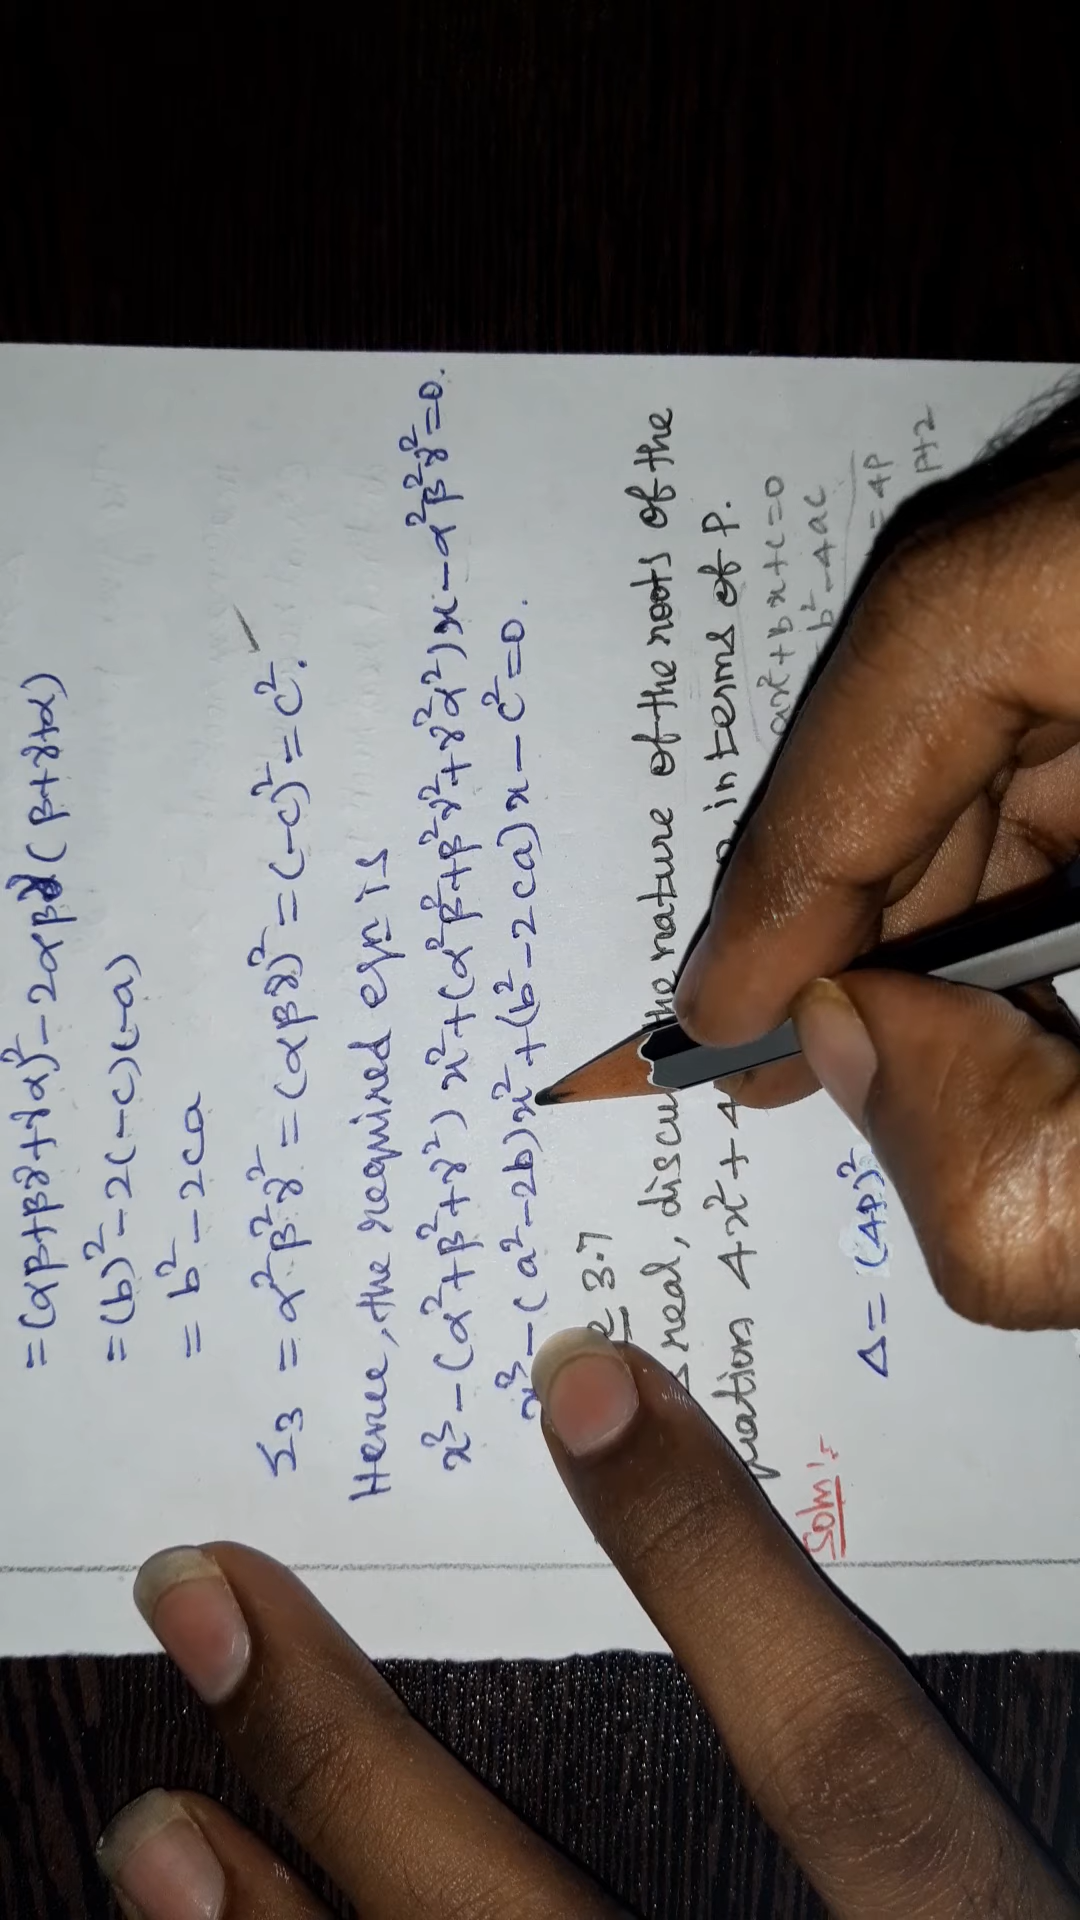 = (αβ+βγ+γα)² - 2αβγ (β+γ+α)
= (b)² - 2(-c)(-a)
= b² - 2ca
Σ3 = α²β²γ² = (αβγ)² = (-c)² = c².
Hence, the required eqn is
x³ - (α²+β²+γ²) x² + (α²β²+β²γ²+γ²α²) x - α²β²γ² = 0.
x³ - (a² - 2b)x² + (b² - 2ca) x - c² = 0.
3.7
real, the nature of the roots of the
4x² + 4 in terms of P.
Soln:
ax²+bx+c=0
b²-4ac
Δ = (4P)²
=4P
P+2